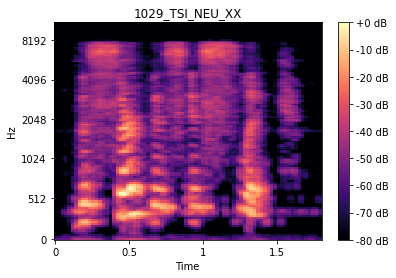 1029_TSI_NEU_XX
+0 dB
8192
-10 dB
4096
-20 dB
-30 dB
2048
Hz
-40 dB
1024
-50 dB
512
-60 dB
-70 dB
0
-80 dB
0
0.5
1
1.5
Time